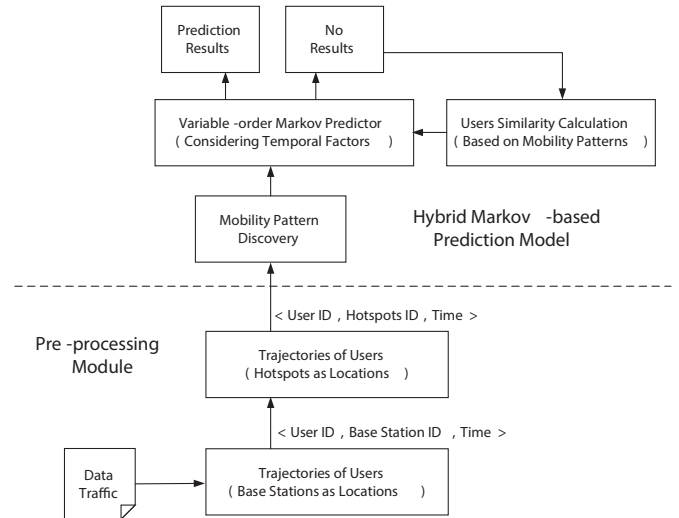 Prediction
Results
No
Results
Variable -order Markov Predictor
( Considering Temporal Factors )
Users Similarity Calculation
( Based on Mobility Patterns )
Mobility Pattern
Discovery
Hybrid Markov -based
Prediction Model
< User ID , Hotspots ID , Time >
Pre -processing
Module
Trajectories of Users
( Hotspots as Locations )
< User ID , Base Station ID , Time >
Data
Traffic
Trajectories of Users
( Base Stations as Locations )